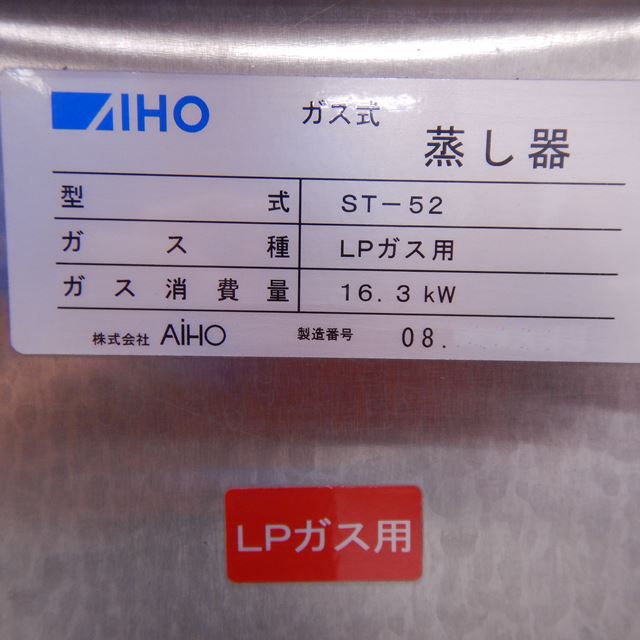 AIHO ガス式 蒸し器
型式 ST-52
ガス種 LPガス用
ガス消費量 16.3 kW
株式会社 AiHO 製造番号 08.
LPガス用